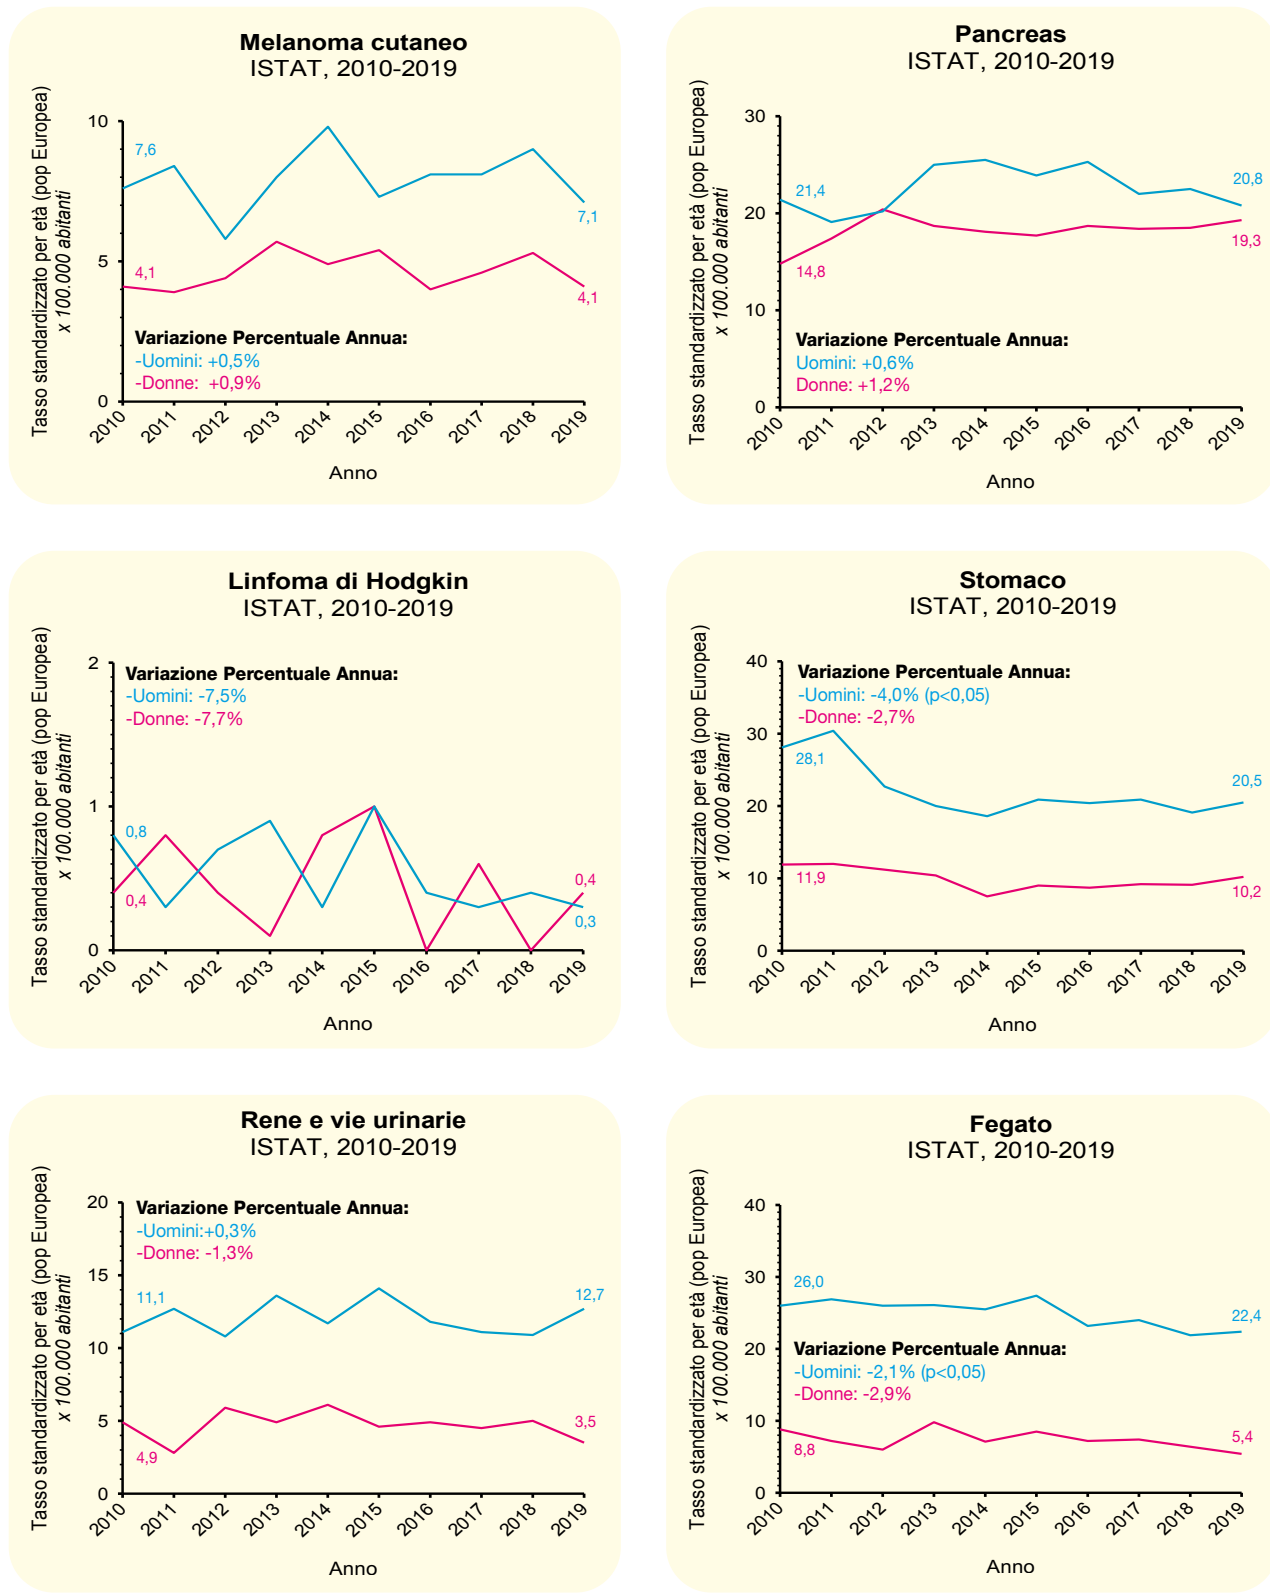 Melanoma cutaneo
ISTAT, 2010-2019
Tasso standardizzato per età (pop Europea)
x 100.000 abitanti
10
5
0
7,6
7,1
4,1
4,1
Variazione Percentuale Annua:
-Uomini: +0,5%
-Donne: +0,9%
2010 2011 2012 2013 2014 2015 2016 2017 2018 2019
Anno
Pancreas
ISTAT, 2010-2019
Tasso standardizzato per età (pop Europea)
x 100.000 abitanti
30
20
10
0
21,4
20,8
14,8
19,3
Variazione Percentuale Annua:
Uomini: +0,6%
Donne: +1,2%
2010 2011 2012 2013 2014 2015 2016 2017 2018 2019
Anno
Linfoma di Hodgkin
ISTAT, 2010-2019
Tasso standardizzato per età (pop Europea)
x 100.000 abitanti
2
1
0
Variazione Percentuale Annua:
-Uomini: -7,5%
-Donne: -7,7%
0,8
0,4
0,4
0,3
2010 2011 2012 2013 2014 2015 2016 2017 2018 2019
Anno
Stomaco
ISTAT, 2010-2019
Tasso standardizzato per età (pop Europea)
x 100.000 abitanti
40
30
20
10
0
Variazione Percentuale Annua:
-Uomini: -4,0% (p<0,05)
-Donne: -2,7%
28,1
20,5
11,9
10,2
2010 2011 2012 2013 2014 2015 2016 2017 2018 2019
Anno
Rene e vie urinarie
ISTAT, 2010-2019
Tasso standardizzato per età (pop Europea)
x 100.000 abitanti
20
15
10
5
0
Variazione Percentuale Annua:
-Uomini:+0,3%
-Donne: -1,3%
11,1
12,7
4,9
3,5
2010 2011 2012 2013 2014 2015 2016 2017 2018 2019
Anno
Fegato
ISTAT, 2010-2019
Tasso standardizzato per età (pop Europea)
x 100.000 abitanti
40
30
20
10
0
26,0
22,4
Variazione Percentuale Annua:
-Uomini: -2,1% (p<0,05)
-Donne: -2,9%
8,8
5,4
2010 2011 2012 2013 2014 2015 2016 2017 2018 2019
Anno